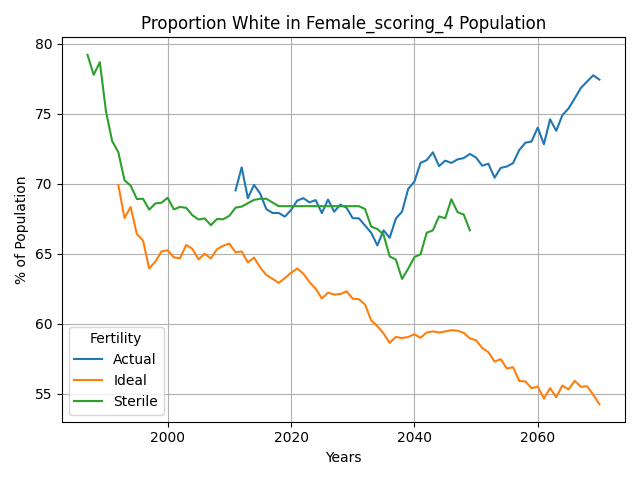 Proportion White in Female_scoring_4 Population
% of Population
80
75
70
65
60
55
Fertility
Actual
Ideal
Sterile
2000
2020
2040
2060
Years